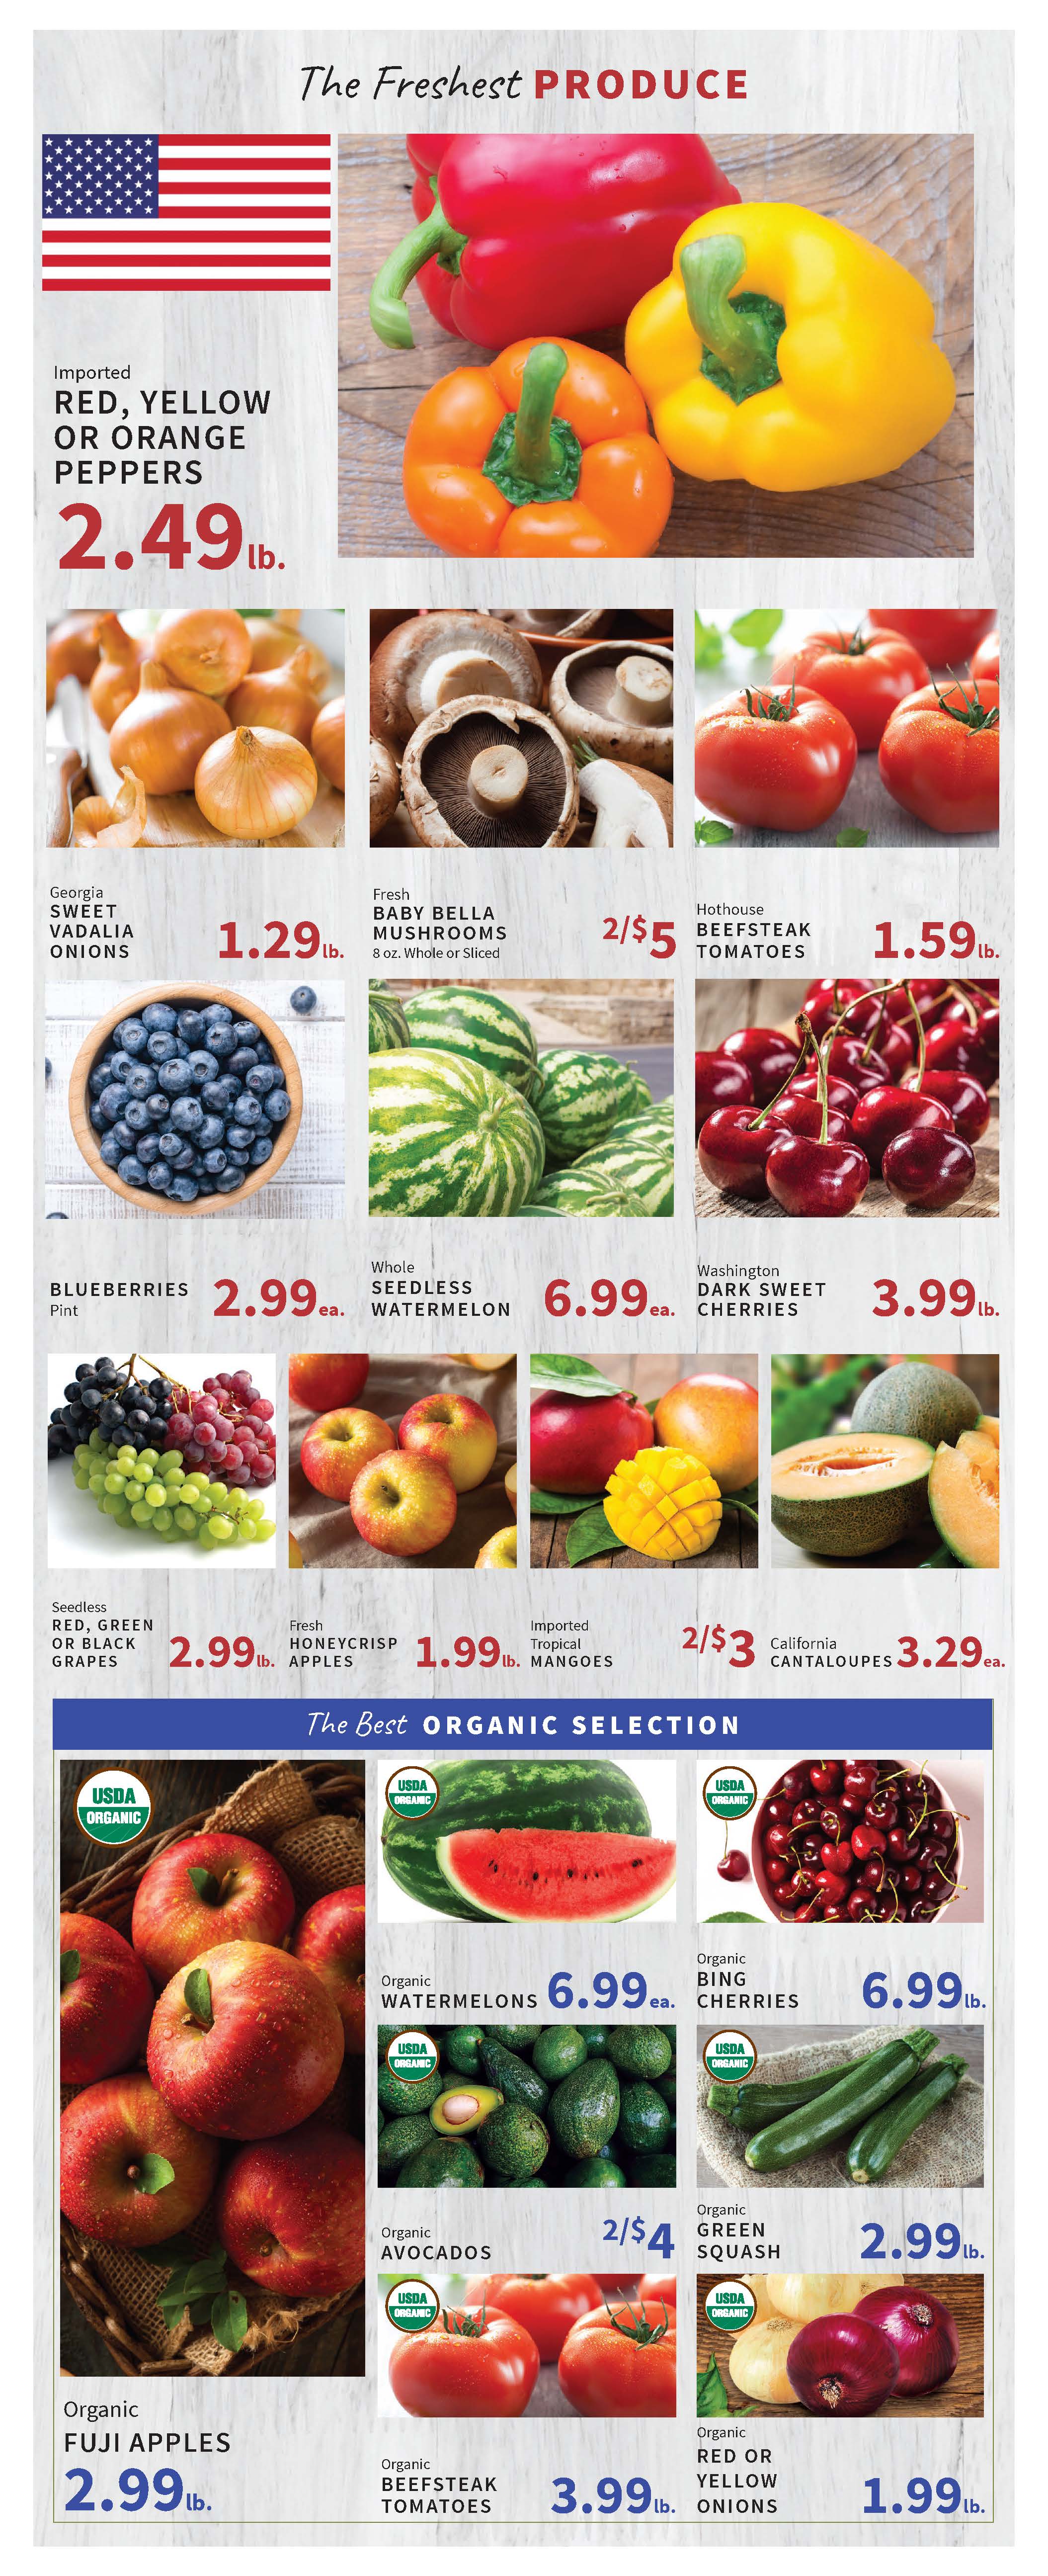 The Freshest PRODUCE
Imported
RED, YELLOW
OR ORANGE
PEPPERS
2.49lb.
Georgia
SWEET
VADALIA
ONIONS
1.29lb.
Fresh
BABY BELLA
MUSHROOMS
8 oz. Whole or Sliced
2/$5
Hothouse
BEEFSTEAK
TOMATOES
1.59lb.
BLUEBERRIES
Pint
2.99ea.
Whole
SEEDLESS
WATERMELON
6.99ea.
Washington
DARK SWEET
CHERRIES
3.99lb.
Seedless
RED, GREEN
OR BLACK
GRAPES
2.99lb.
Fresh
HONEYCRISP
APPLES
1.99lb.
Imported
Tropical
MANGOES
2/$3
California
CANTALOUPES
3.29ea.
The Best ORGANIC SELECTION
USDA
ORGANIC
Organic
FUJI APPLES
2.99lb.
USDA
ORGANIC
Organic
WATERMELONS
6.99ea.
USDA
ORGANIC
Organic
BING
CHERRIES
6.99lb.
USDA
ORGANIC
Organic
AVOCADOS
2/$4
USDA
ORGANIC
Organic
GREEN
SQUASH
2.99lb.
USDA
ORGANIC
Organic
BEEFSTEAK
TOMATOES
3.99lb.
USDA
ORGANIC
Organic
RED OR
YELLOW
ONIONS
1.99lb.